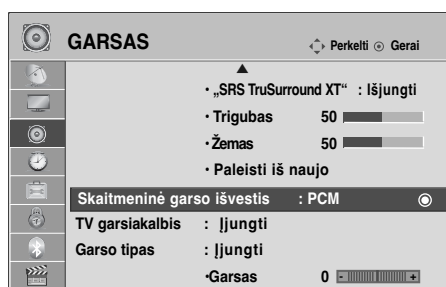 GARSAS Perkelti Gerai
• „SRS TruSurround XT“ : Išjungti
• Trigubas 50
• Žemas 50
• Paleisti iš naujo
Skaitmeninė garso išvestis : PCM
TV garsiakalbis : Įjungti
Garso tipas : Įjungti
•Garsas 0 - +